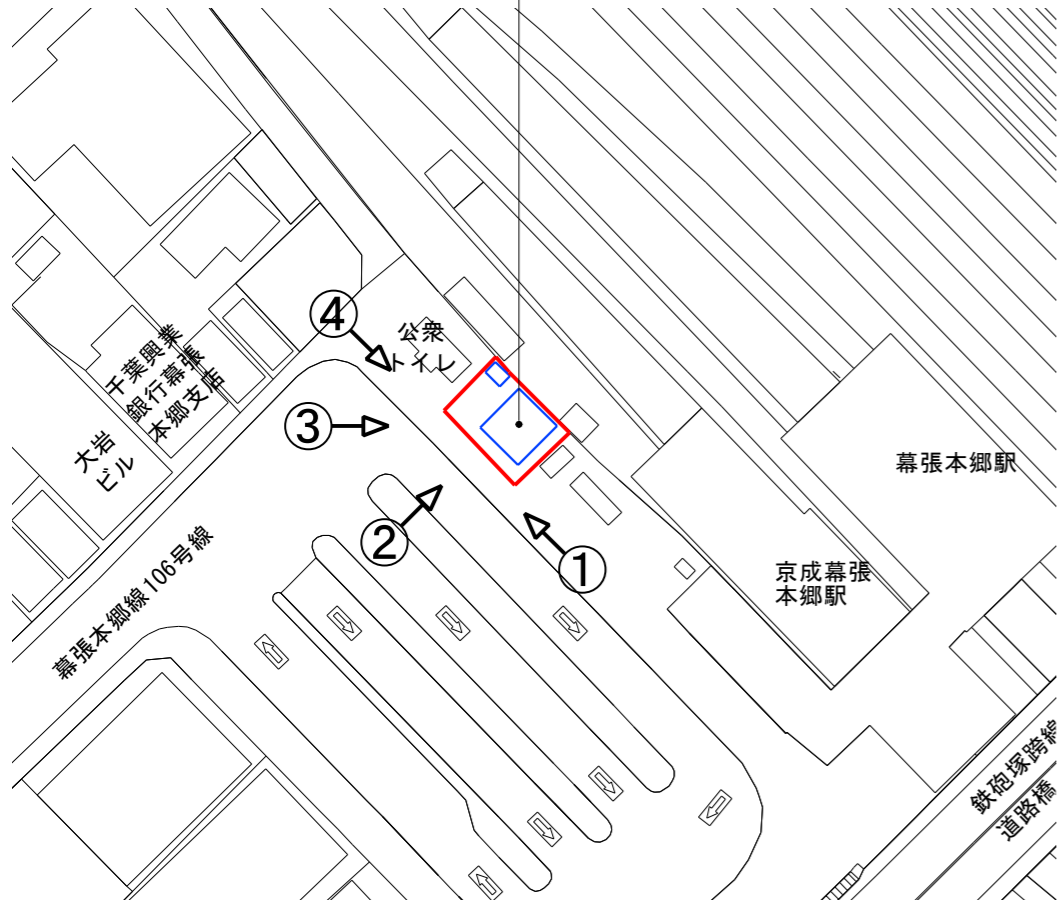 ④
公衆
トイレ
千葉興業
銀行幕張
本郷支店
③
大岩
ビル
幕張本郷駅
②
①
京成幕張
本郷駅
幕張本郷線106号線
鉄砲塚跨線
道路橋